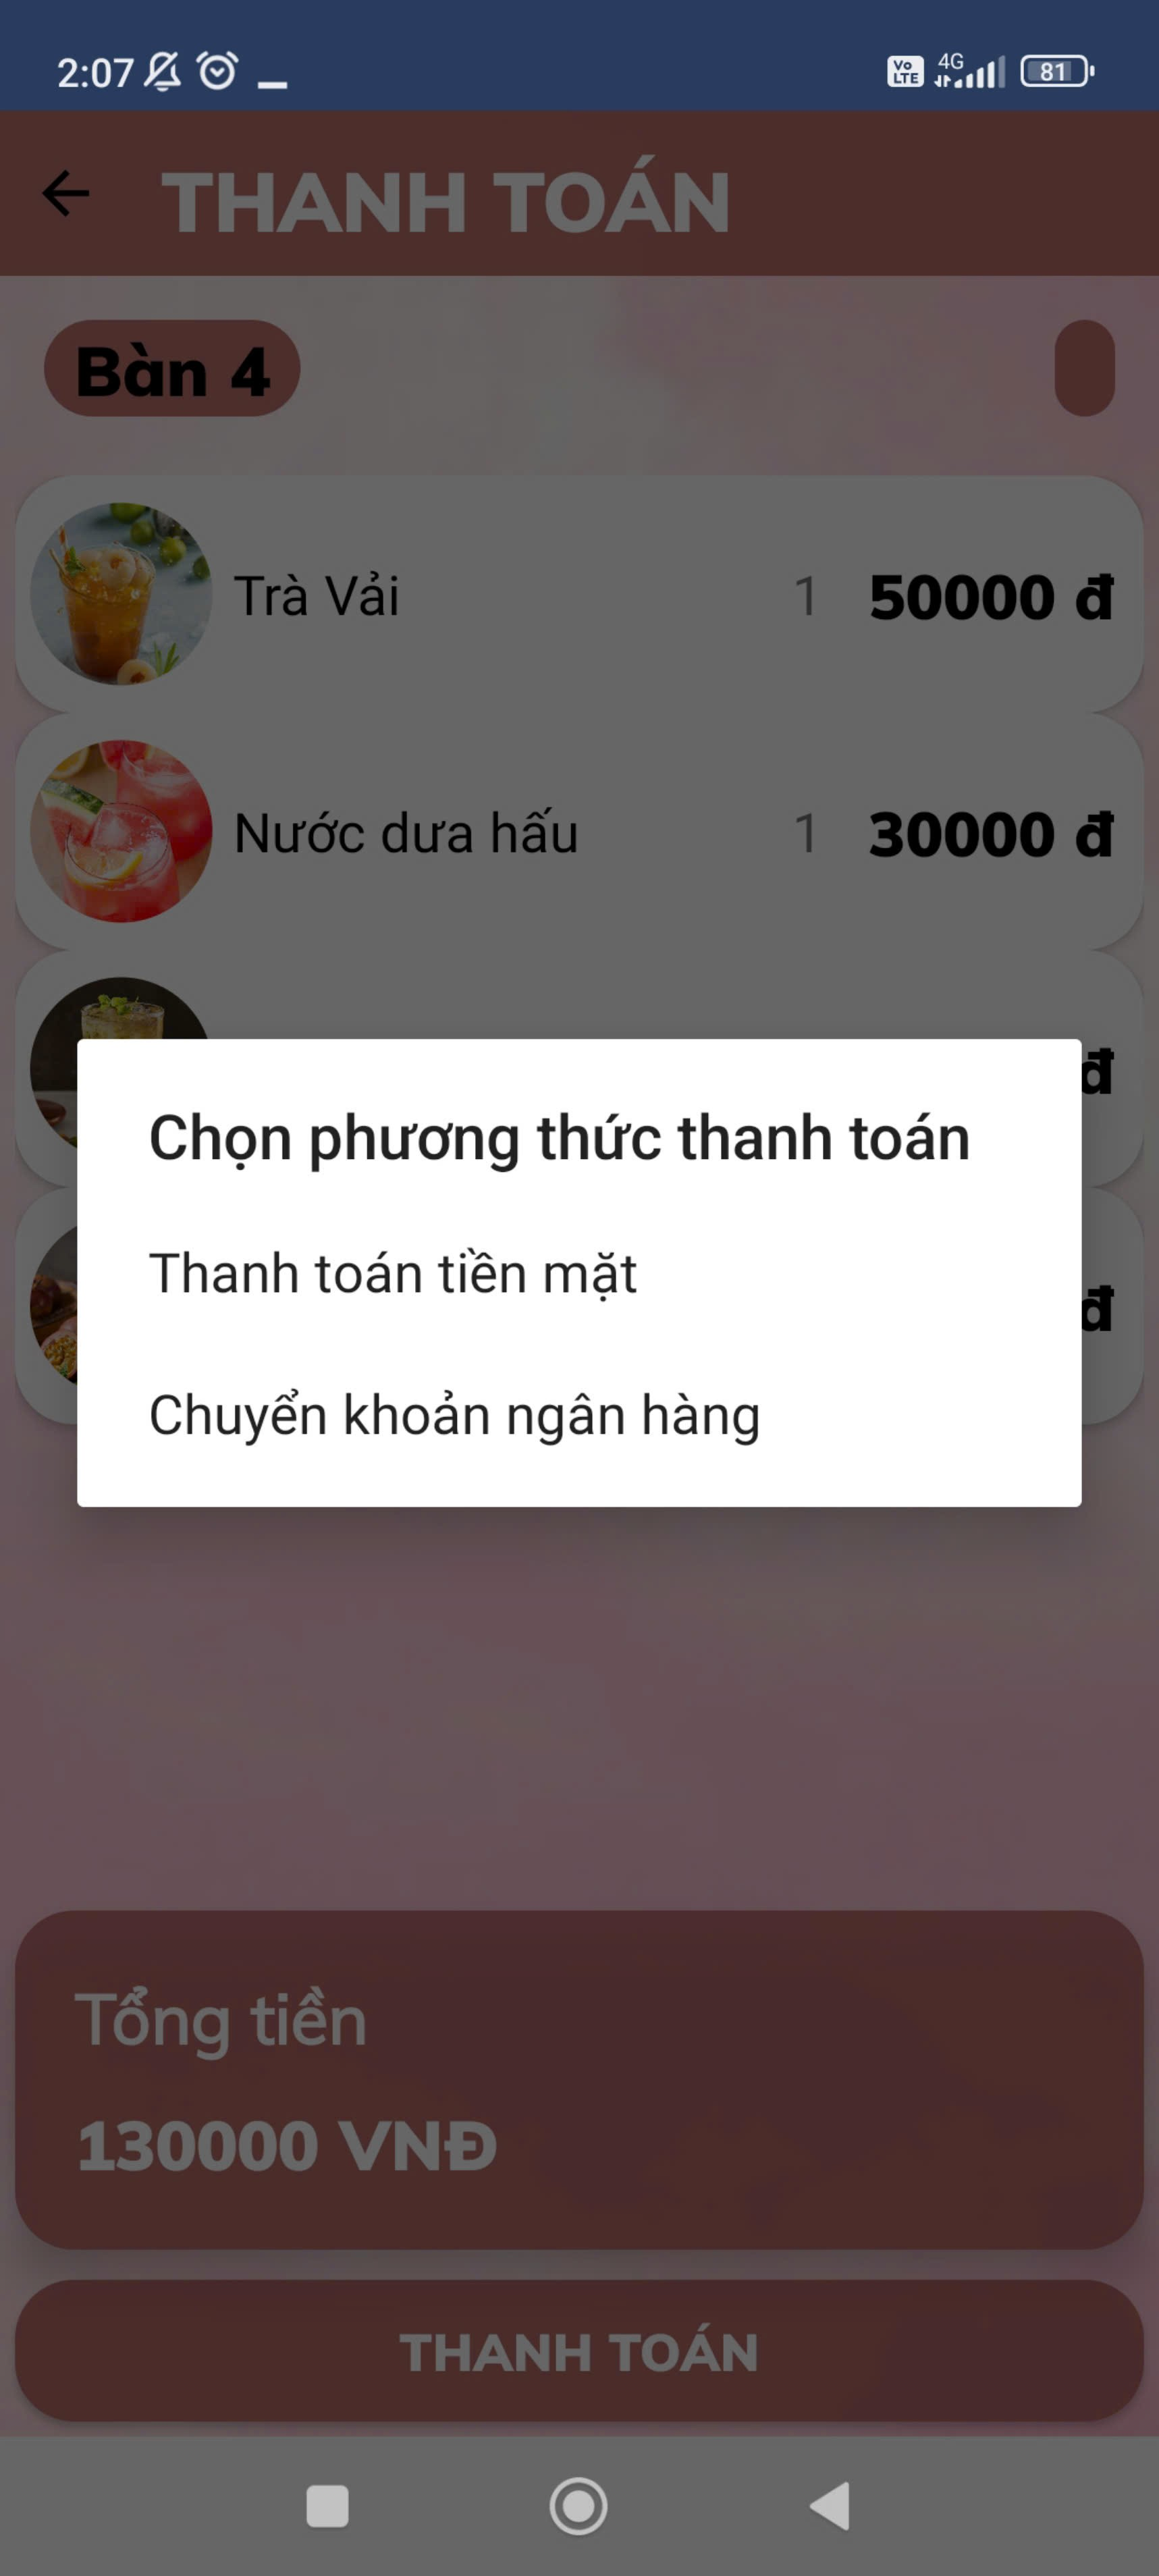 2:07 VoLTE 4G 81
THANH TOÁN
Bàn 4
Trà Vải 1 50000 đ
Nước dưa hấu 1 30000 đ
đ
Chọn phương thức thanh toán
Thanh toán tiền mặt
đ
Chuyển khoản ngân hàng
Tổng tiền
130000 VNĐ
THANH TOÁN